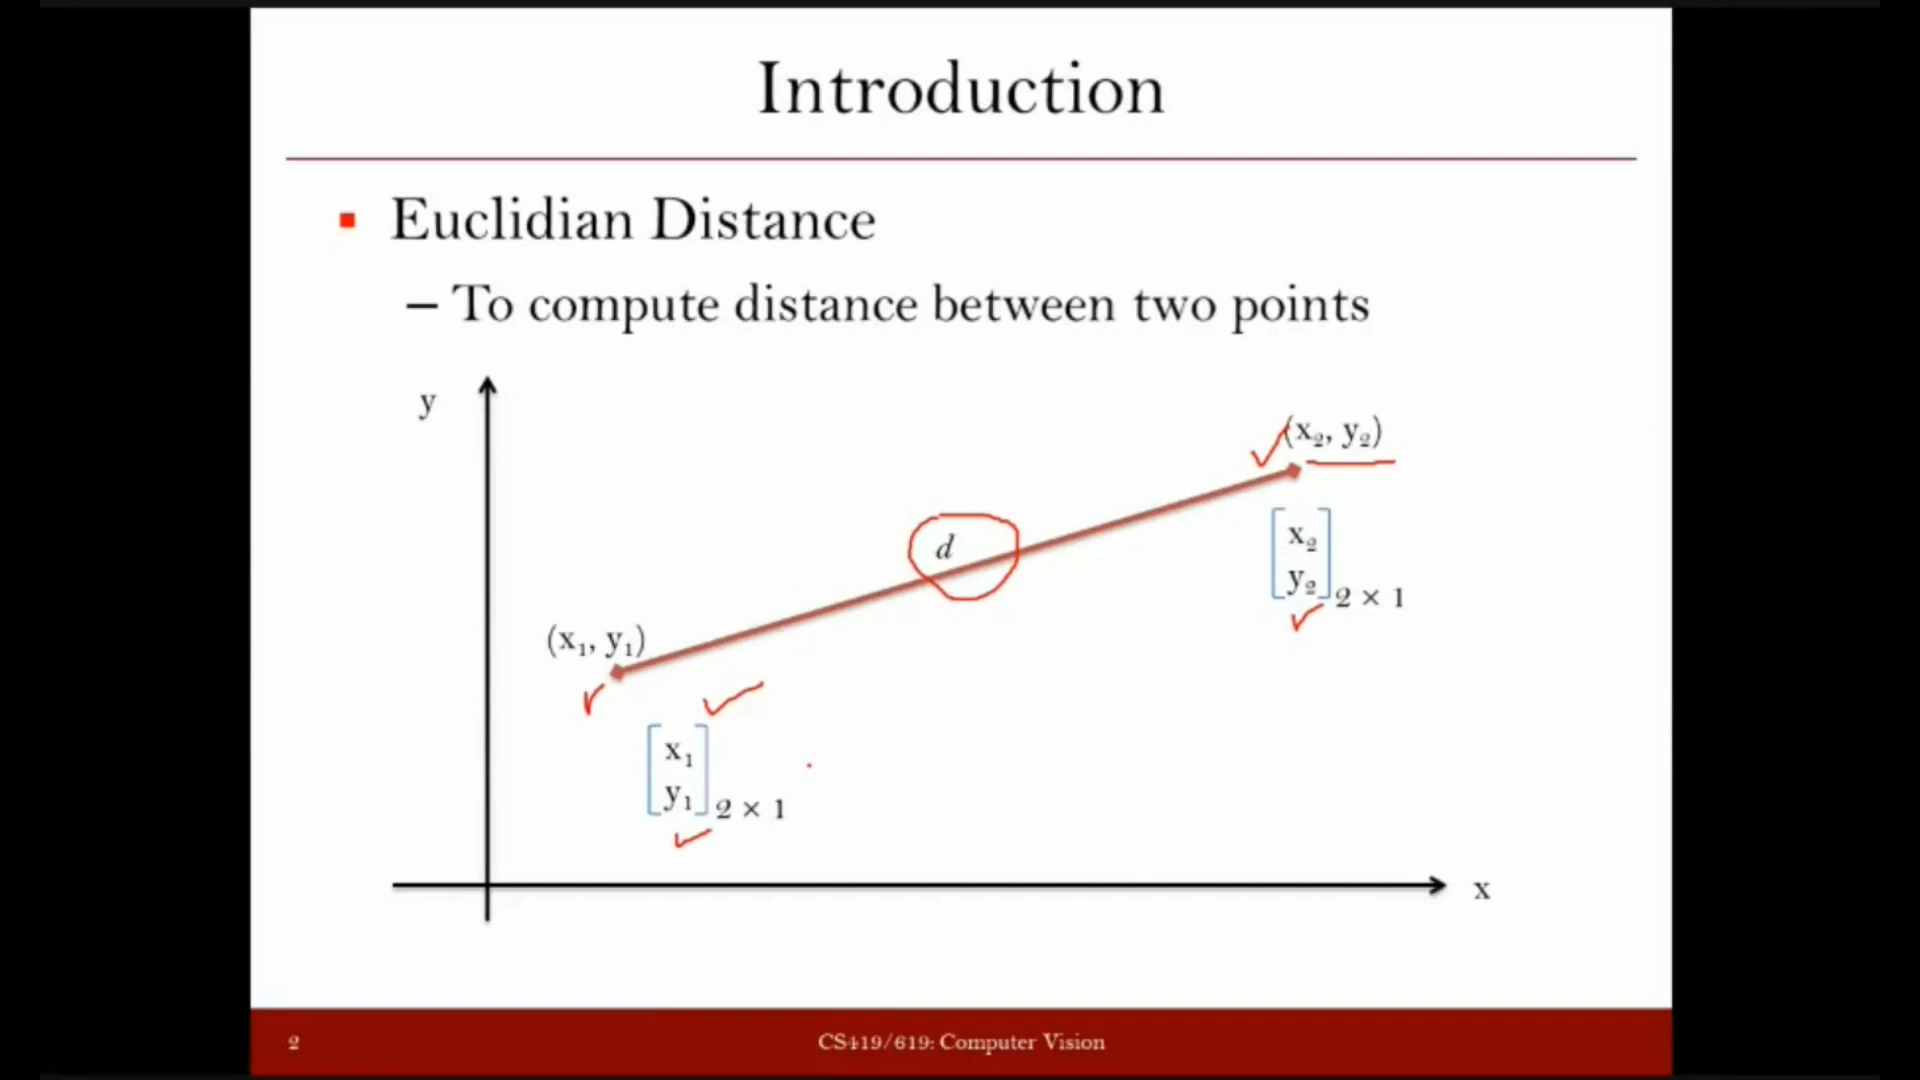 Introduction
Euclidian Distance
– To compute distance between two points
y
(x₂, y₂)
d
x₂
y₂ 2 × 1
(x₁, y₁)
x₁
y₁ 2 × 1
x
2 CS419/619: Computer Vision